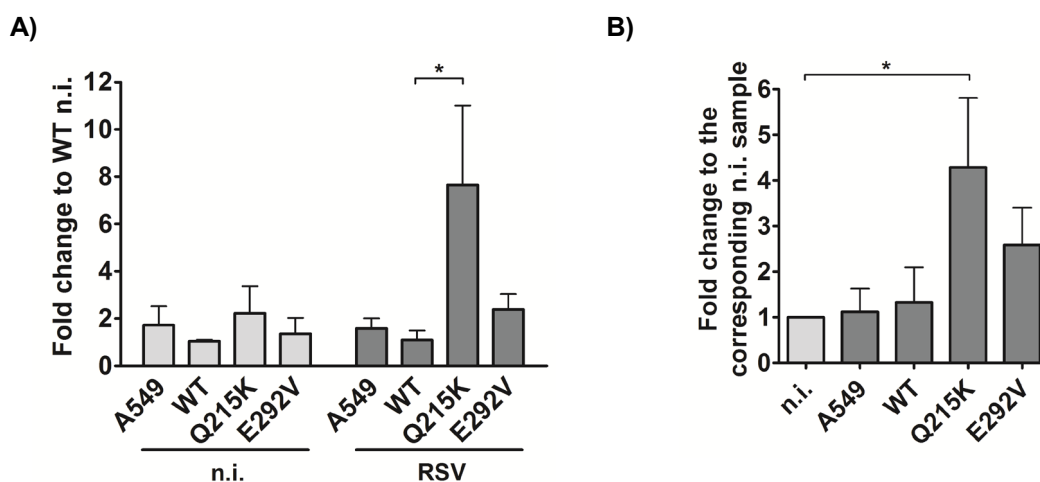 A)
Fold change to WT n.i.
12
10
8
6
4
2
0
*
A549
WT
Q215K
E292V
A549
WT
Q215K
E292V
n.i.
RSV
B)
Fold change to the
corresponding n.i. sample
6
5
4
3
2
1
0
*
n.i.
A549
WT
Q215K
E292V